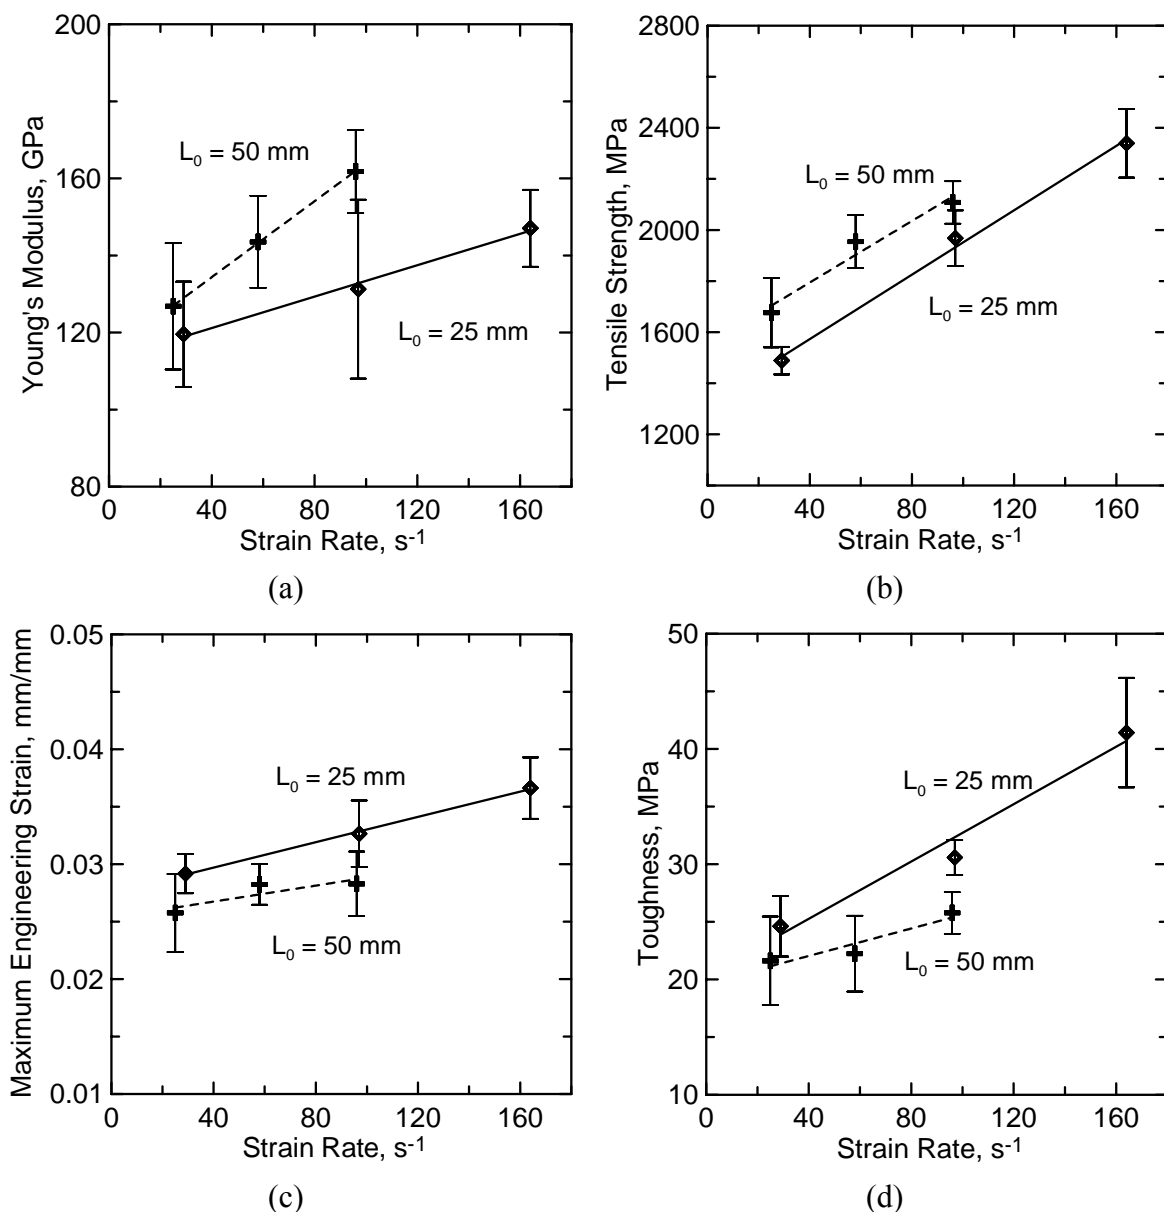 200
160
120
80
0
40
80
120
160
Young's Modulus, GPa
Strain Rate, s-1
L0 = 50 mm
L0 = 25 mm
(a)
2800
2400
2000
1600
1200
0
40
80
120
160
Tensile Strength, MPa
Strain Rate, s-1
L0 = 50 mm
L0 = 25 mm
(b)
0.05
0.04
0.03
0.02
0.01
0
40
80
120
160
Maximum Engineering Strain, mm/mm
Strain Rate, s-1
L0 = 25 mm
L0 = 50 mm
(c)
50
40
30
20
10
0
40
80
120
160
Toughness, MPa
Strain Rate, s-1
L0 = 25 mm
L0 = 50 mm
(d)